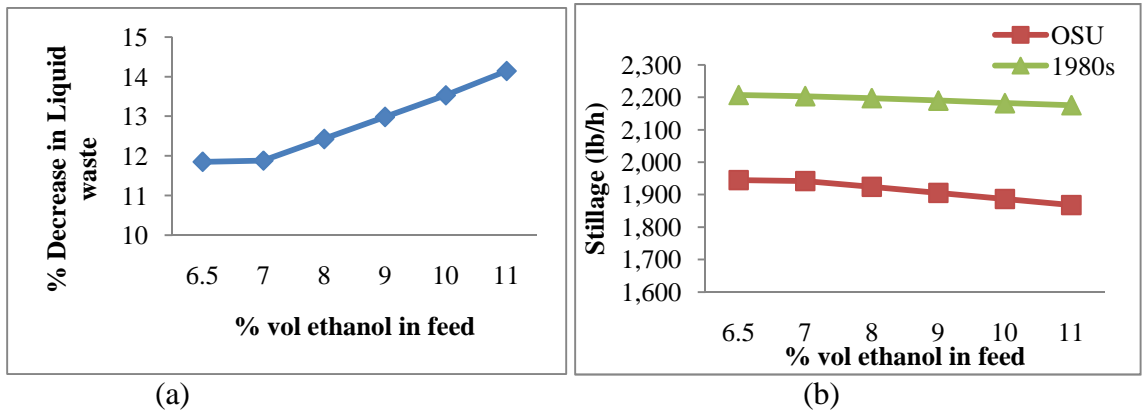 % Decrease in Liquid
waste
15
14
13
12
11
10
6.5 7 8 9 10 11
% vol ethanol in feed
(a)
OSU
1980s
Stillage (lb/h)
2,300
2,200
2,100
2,000
1,900
1,800
1,700
1,600
6.5 7 8 9 10 11
% vol ethanol in feed
(b)